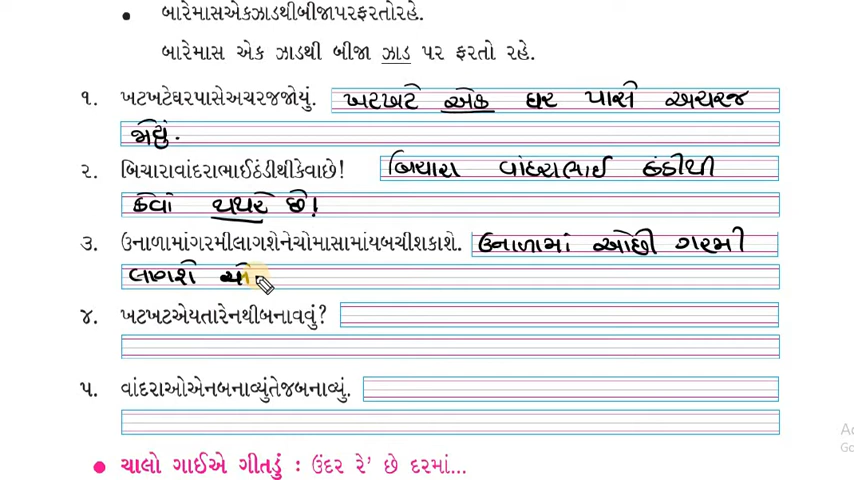 • બારેમાસએકઝાડથીબીજાપરફરતોરહે.
બારેમાસ એક ઝાડથી બીજા ઝાડ પર ફરતો રહે.
૧. ખટખટેઘરપાસેઅચરજજોયું. ખટખટે એક ઘર પાસે અચરજ
જોયું.
૨. બિચારાવાંદરાભાઈઠંડીથીકેવાછે! બિચારા વાંદરાભાઈ ઠંડીથી
કેવો થથરે છે!
૩. ઉનાળામાંગરમીલાગશેનેચોમાસામાંયબચીશકાશે. ઉનાળામાં ઓછી ગરમી
લાગશે ચો
૪. ખટખટએયતારેનથીબનાવવું?
૫. વાંદરાઓએનબનાવ્યુંતેજબનાવ્યું.
• ચાલો ગાઈએ ગીતડું : ઉંદર રે' છે દરમાં...